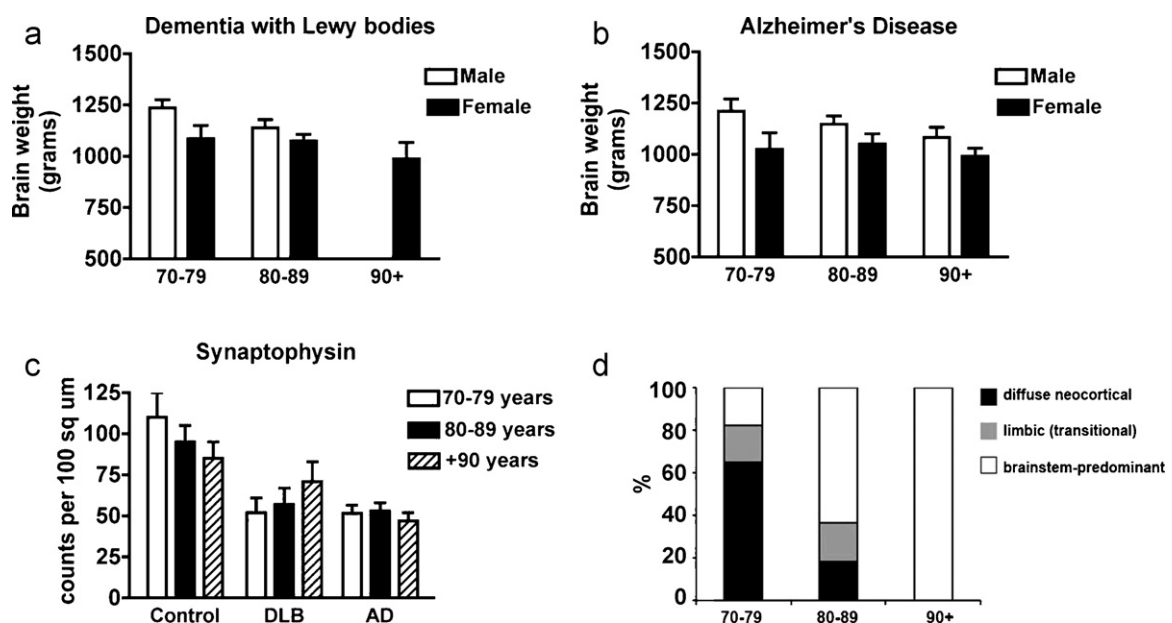 a
Dementia with Lewy bodies
Brain weight
(grams)
1500
1250
1000
750
500
Male
Female
70-79
80-89
90+
b
Alzheimer's Disease
Brain weight
(grams)
1500
1250
1000
750
500
Male
Female
70-79
80-89
90+
c
Synaptophysin
counts per 100 sq um
125
100
75
50
25
0
70-79 years
80-89 years
+90 years
Control
DLB
AD
d
%
100
80
60
40
20
0
diffuse neocortical
limbic (transitional)
brainstem-predominant
70-79
80-89
90+